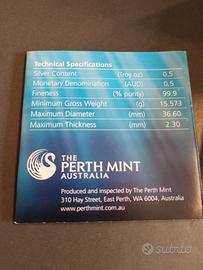 Technical Specifications
Silver Content (Troy oz) 0.5
Monetary Denomination (AUD) 0.5
Fineness (% purity) 99.9
Minimum Gross Weight (g) 15.573
Maximum Diameter (mm) 36.60
Maximum Thickness (mm) 2.30
THE
PERTH MINT
AUSTRALIA
Produced and inspected by The Perth Mint
310 Hay Street, East Perth, WA 6004, Australia
www.perthmint.com.au
subito